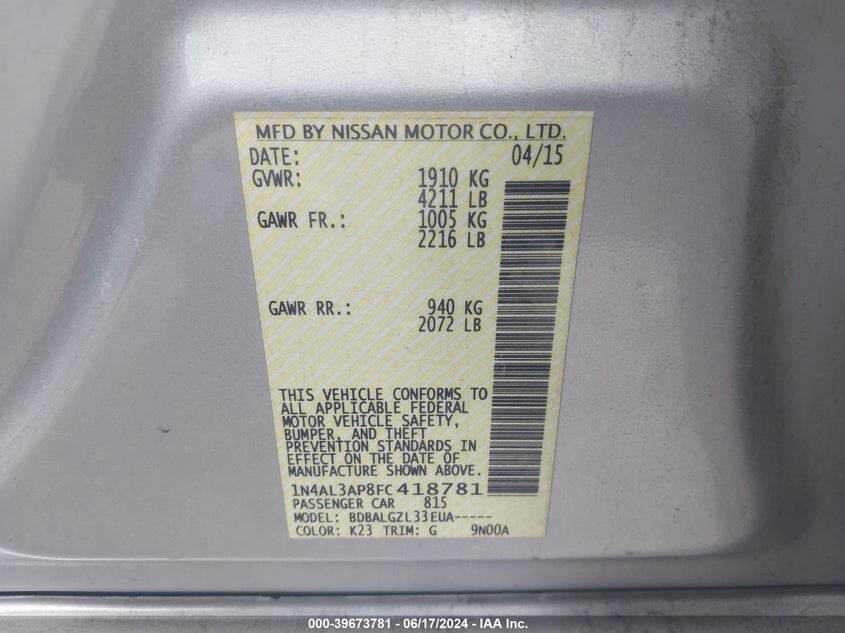 MFD BY NISSAN MOTOR CO., LTD.
DATE: 04/15
GVWR: 1910 KG
4211 LB
GAWR FR.: 1005 KG
2216 LB
GAWR RR.: 940 KG
2072 LB
THIS VEHICLE CONFORMS TO
ALL APPLICABLE FEDERAL
MOTOR VEHICLE SAFETY,
BUMPER, AND THEFT
PREVENTION STANDARDS IN
EFFECT ON THE DATE OF
MANUFACTURE SHOWN ABOVE.
1N4AL3AP8FC418781
PASSENGER CAR 815
MODEL: BDBALGZL33EUA-----
COLOR: K23 TRIM: G 9N00A
000-39673781 - 06/17/2024 - IAA Inc.